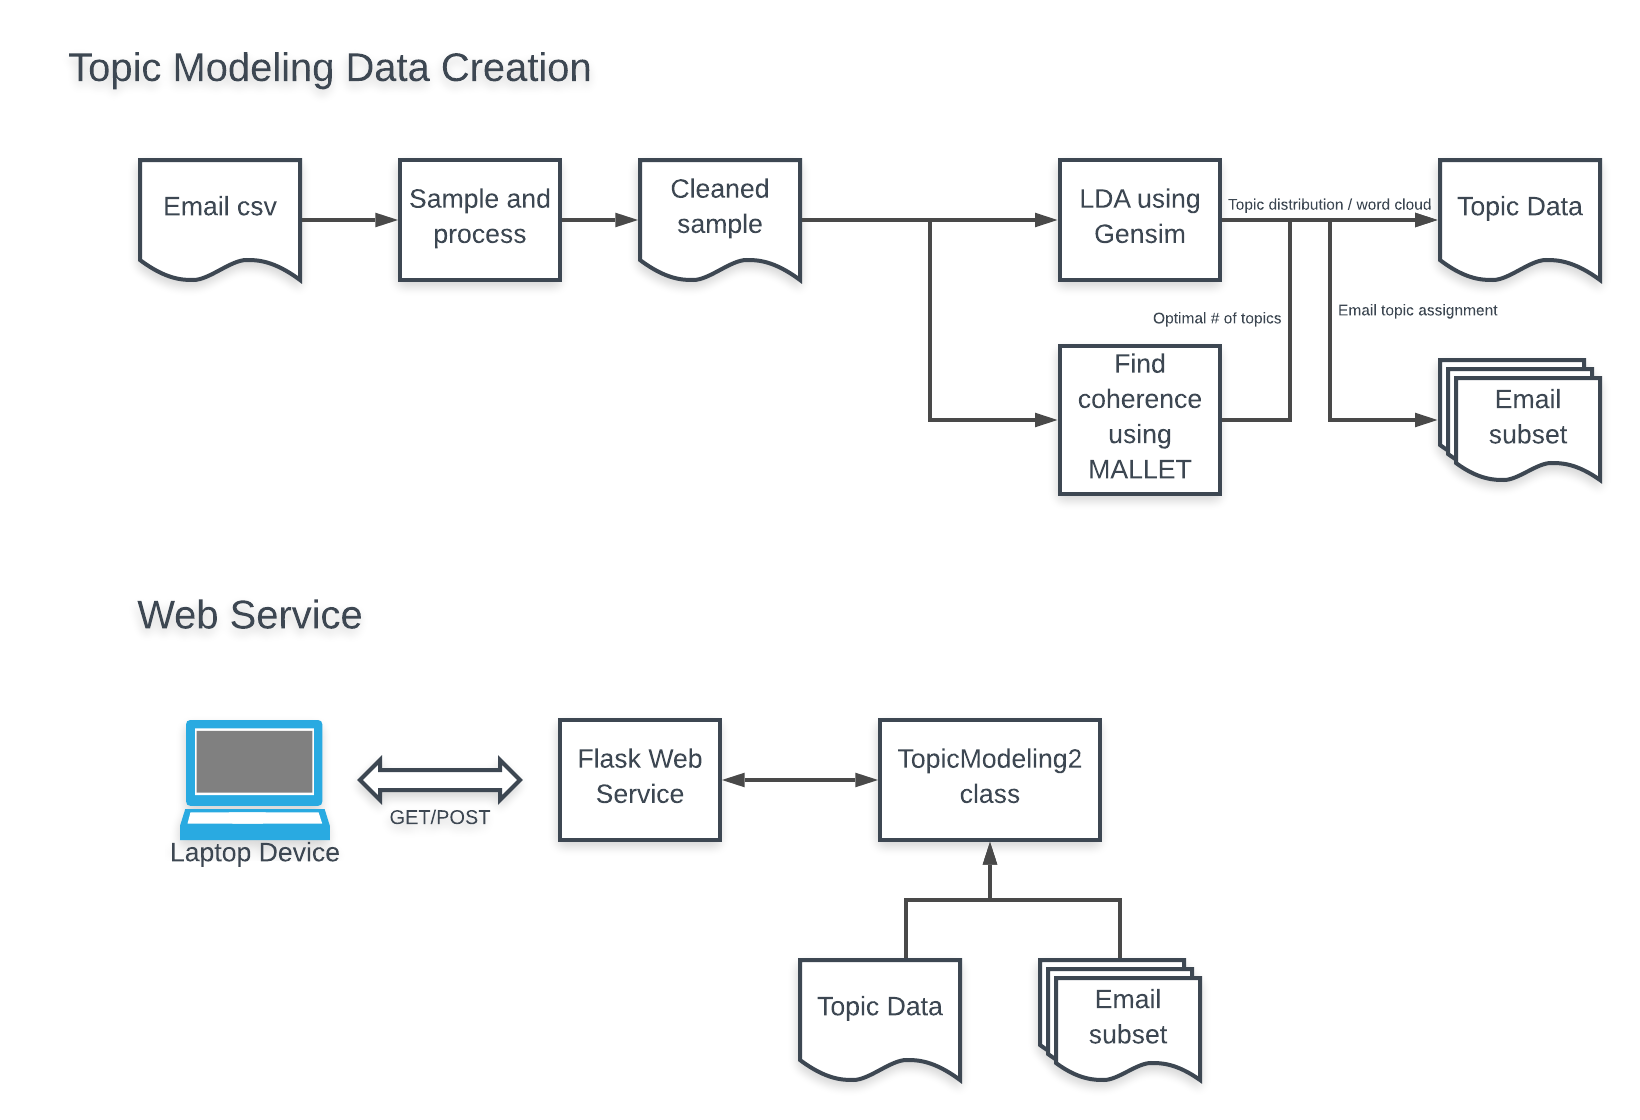 Topic Modeling Data Creation
Email csv
Sample and
process
Cleaned
sample
LDA using
Gensim
Topic distribution / word cloud
Topic Data
Optimal # of topics
Email topic assignment
Find
coherence
using
MALLET
Email
subset
Web Service
Laptop Device
GET/POST
Flask Web
Service
TopicModeling2
class
Topic Data
Email
subset